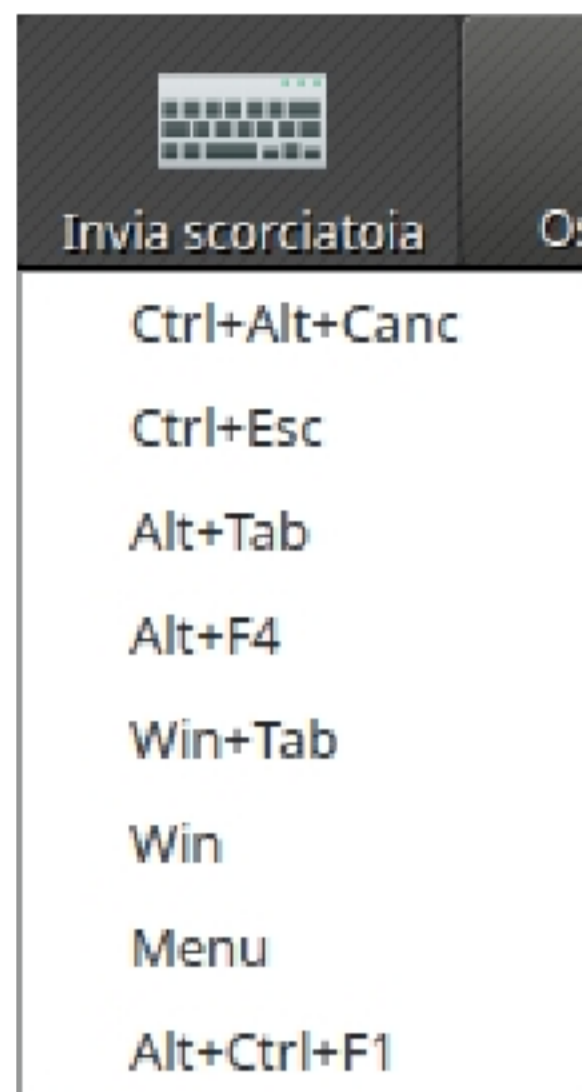 Invia scorciatoia
Ctrl+Alt+Canc
Ctrl+Esc
Alt+Tab
Alt+F4
Win+Tab
Win
Menu
Alt+Ctrl+F1